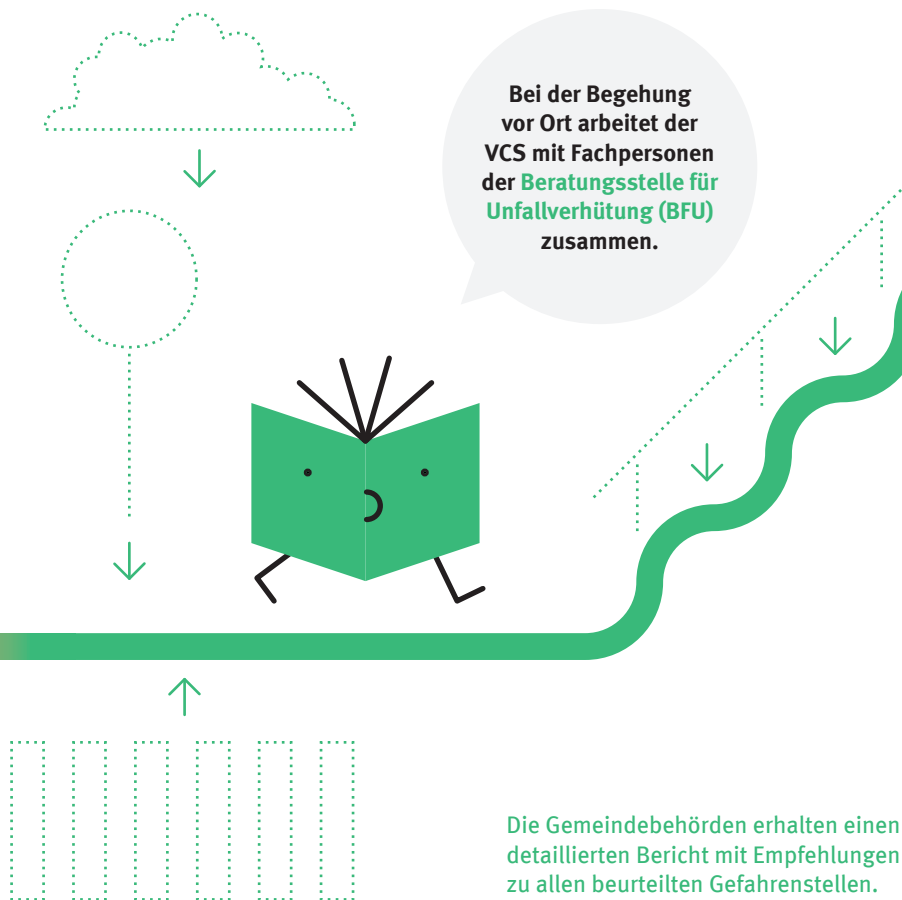 Bei der Begehung
vor Ort arbeitet der
VCS mit Fachpersonen
der Beratungsstelle für
Unfallverhütung (BFU)
zusammen.
Die Gemeindebehörden erhalten einen
detaillierten Bericht mit Empfehlungen
zu allen beurteilten Gefahrenstellen.